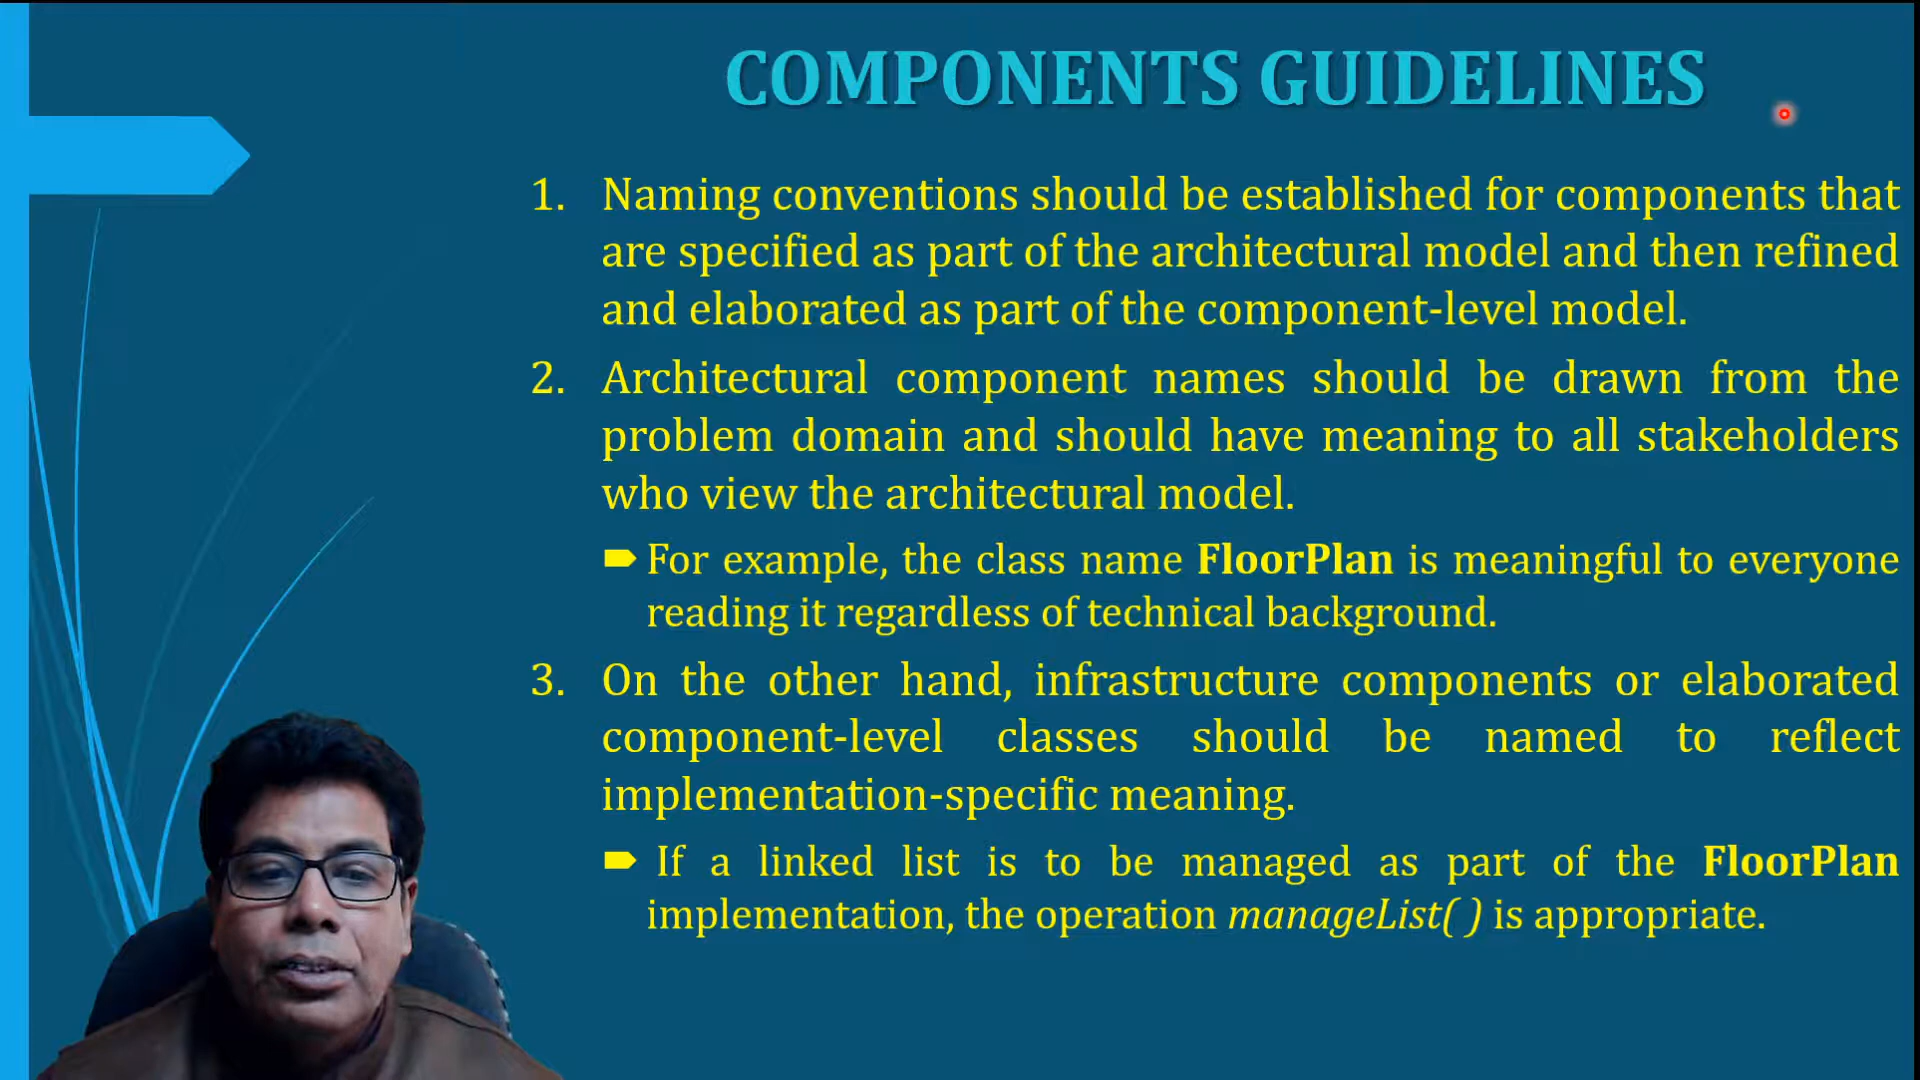 COMPONENTS GUIDELINES
1. Naming conventions should be established for components that
are specified as part of the architectural model and then refined
and elaborated as part of the component-level model.
2. Architectural component names should be drawn from the
problem domain and should have meaning to all stakeholders
who view the architectural model.
For example, the class name FloorPlan is meaningful to everyone
reading it regardless of technical background.
3. On the other hand, infrastructure components or elaborated
component-level classes should be named to reflect
implementation-specific meaning.
If a linked list is to be managed as part of the FloorPlan
implementation, the operation manageList( ) is appropriate.